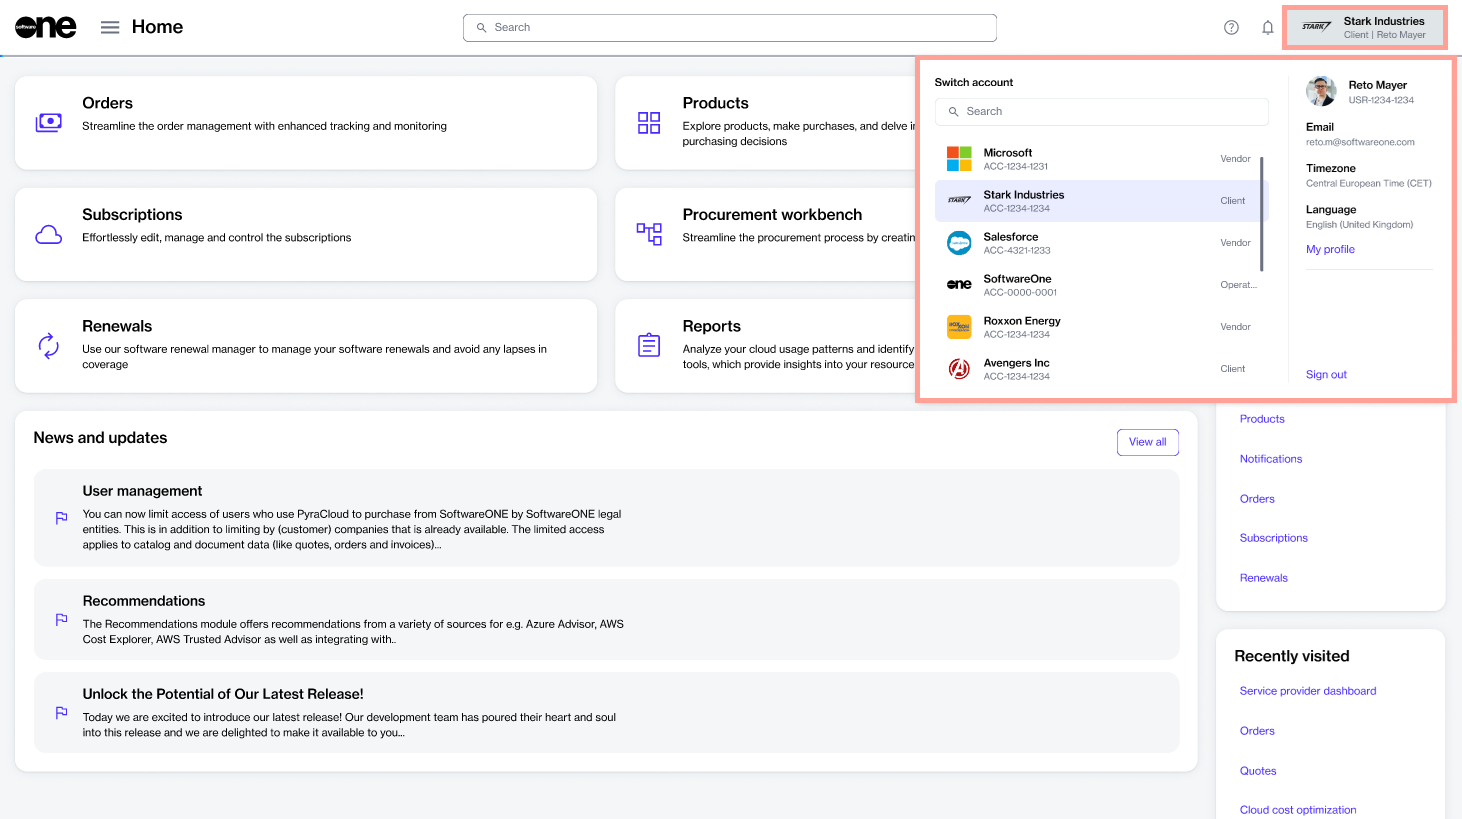 software one
Home
Search
STARK
Stark Industries
Client | Reto Mayer
Orders
Streamline the order management with enhanced tracking and monitoring
Products
Explore products, make purchases, and delve in
purchasing decisions
Subscriptions
Effortlessly edit, manage and control the subscriptions
Procurement workbench
Streamline the procurement process by creatin
Renewals
Use our software renewal manager to manage your software renewals and avoid any lapses in
coverage
Reports
Analyze your cloud usage patterns and identify
tools, which provide insights into your resource
Switch account
Search
Microsoft
ACC-1234-1231
Vendor
STARK
Stark Industries
ACC-1234-1234
Client
Salesforce
ACC-4321-1233
Vendor
one
SoftwareOne
ACC-0000-0001
Operat...
Roxxon Energy
ACC-1234-1234
Vendor
Avengers Inc
ACC-1234-1234
Client
Reto Mayer
USR-1234-1234
Email
reto.m@softwareone.com
Timezone
Central European Time (CET)
Language
English (United Kingdom)
My profile
Sign out
News and updates
View all
User management
You can now limit access of users who use PyraCloud to purchase from SoftwareONE by SoftwareONE legal
entities. This is in addition to limiting by (customer) companies that is already available. The limited access
applies to catalog and document data (like quotes, orders and invoices)...
Recommendations
The Recommendations module offers recommendations from a variety of sources for e.g. Azure Advisor, AWS
Cost Explorer, AWS Trusted Advisor as well as integrating with..
Unlock the Potential of Our Latest Release!
Today we are excited to introduce our latest release! Our development team has poured their heart and soul
into this release and we are delighted to make it available to you...
Products
Notifications
Orders
Subscriptions
Renewals
Recently visited
Service provider dashboard
Orders
Quotes
Cloud cost optimization